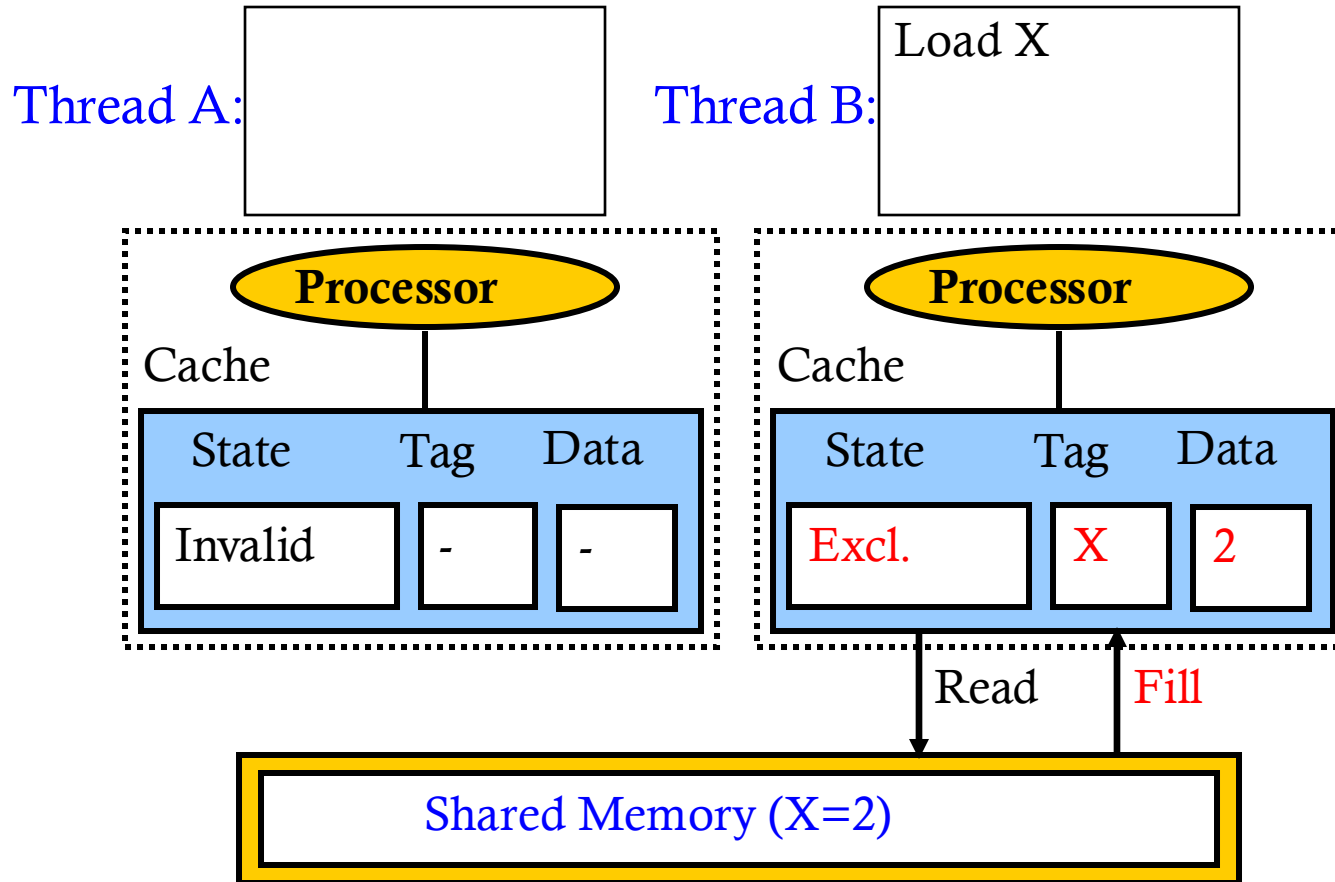 Load X
Thread A:
Thread B:
Processor
Processor
Cache
Cache
State Tag Data
State Tag Data
Invalid - -
Excl. X 2
Read
Fill
Shared Memory (X=2)